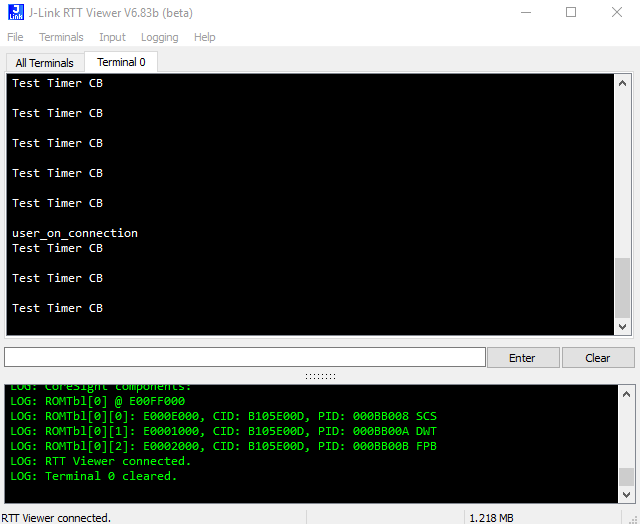 J-Link RTT Viewer V6.83b (beta)
File Terminals Input Logging Help
All Terminals Terminal 0
Test Timer CB
Test Timer CB
Test Timer CB
Test Timer CB
Test Timer CB
user_on_connection
Test Timer CB
Test Timer CB
Test Timer CB
Enter Clear
LOG: CoreSight components:
LOG: ROMTbl[0] @ E00FF000
LOG: ROMTbl[0][0]: E000E000, CID: B105E00D, PID: 000BB008 SCS
LOG: ROMTbl[0][1]: E0001000, CID: B105E00D, PID: 000BB00A DWT
LOG: ROMTbl[0][2]: E0002000, CID: B105E00D, PID: 000BB00B FPB
LOG: RTT Viewer connected.
LOG: Terminal 0 cleared.
RTT Viewer connected. 1.218 MB